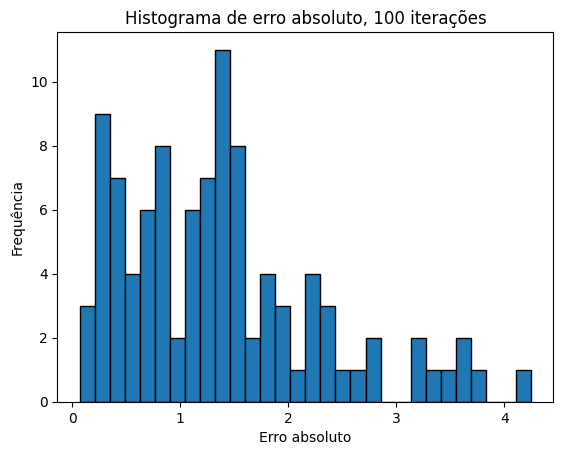 Histograma de erro absoluto, 100 iterações
10
8
6
4
2
0
Frequência
0 1 2 3 4
Erro absoluto